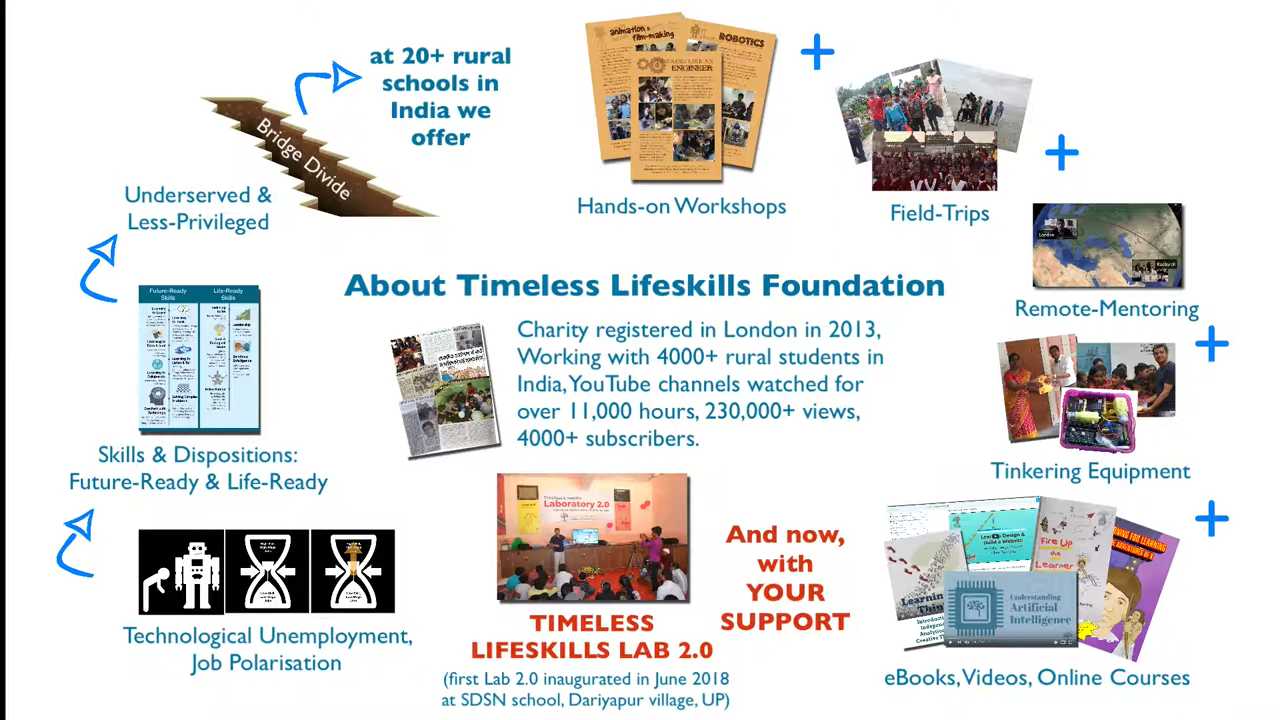 at 20+ rural
schools in
India we
offer
Bridge Divide
Underserved &
Less-Privileged
animation &
film-making
ROBOTICS
ENGINEER
Hands-on Workshops
Field-Trips
London
Remote-Mentoring
About Timeless Lifeskills Foundation
Charity registered in London in 2013,
Working with 4000+ rural students in
India, YouTube channels watched for
over 11,000 hours, 230,000+ views,
4000+ subscribers.
Future-Ready
Skills
Life-Ready
Skills
Skills & Dispositions:
Future-Ready & Life-Ready
Tinkering Equipment
Technological Unemployment,
Job Polarisation
Timeless Lifeskills
Laboratory 2.0
TIMELESS
LIFESKILLS LAB 2.0
(first Lab 2.0 inaugurated in June 2018
at SDSN school, Dariyapur village, UP)
And now,
with
YOUR
SUPPORT
Fire Up
the
Learner
Understanding
Artificial
Intelligence
eBooks, Videos, Online Courses